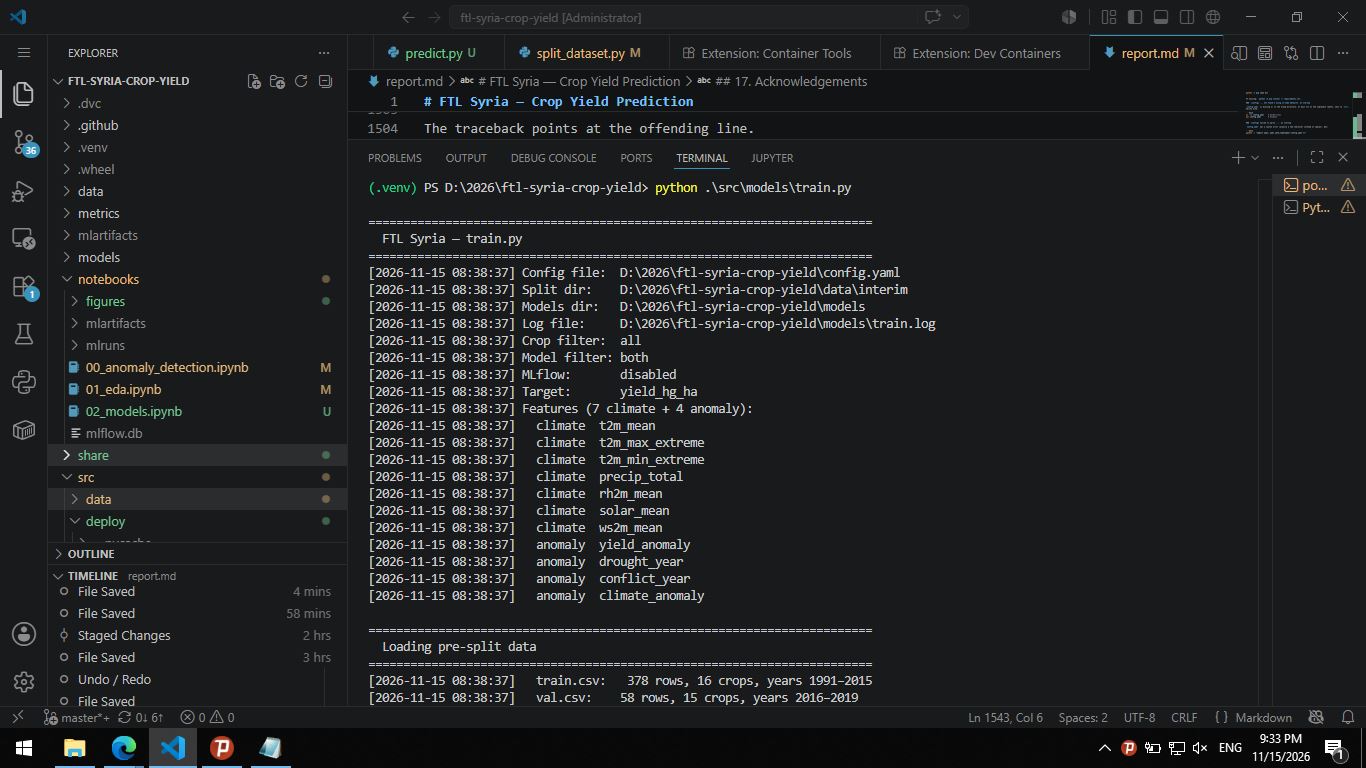 ftl-syria-crop-yield [Administrator]
EXPLORER
predict.py U
split_dataset.py M
Extension: Container Tools
Extension: Dev Containers
report.md M
FTL-SYRIA-CROP-YIELD
report.md > abc # FTL Syria — Crop Yield Prediction > abc ## 17. Acknowledgements
.dvc
.github
.venv
.wheel
data
metrics
mlartifacts
models
notebooks
figures
mlartifacts
mlruns
00_anomaly_detection.ipynb M
01_eda.ipynb M
02_models.ipynb U
mlflow.db
share
src
data
deploy
OUTLINE
TIMELINE report.md
File Saved 4 mins
File Saved 58 mins
Staged Changes 2 hrs
File Saved 3 hrs
Undo / Redo
File Saved
36
1
1 # FTL Syria — Crop Yield Prediction
1504 The traceback points at the offending line.
PROBLEMS OUTPUT DEBUG CONSOLE PORTS TERMINAL JUPYTER
po...
Pyt...
(.venv) PS D:\2026\ftl-syria-crop-yield> python .\src\models\train.py
========================================================================
FTL Syria — train.py
========================================================================
[2026-11-15 08:38:37] Config file: D:\2026\ftl-syria-crop-yield\config.yaml
[2026-11-15 08:38:37] Split dir: D:\2026\ftl-syria-crop-yield\data\interim
[2026-11-15 08:38:37] Models dir: D:\2026\ftl-syria-crop-yield\models
[2026-11-15 08:38:37] Log file: D:\2026\ftl-syria-crop-yield\models\train.log
[2026-11-15 08:38:37] Crop filter: all
[2026-11-15 08:38:37] Model filter: both
[2026-11-15 08:38:37] MLflow: disabled
[2026-11-15 08:38:37] Target: yield_hg_ha
[2026-11-15 08:38:37] Features (7 climate + 4 anomaly):
[2026-11-15 08:38:37] climate t2m_mean
[2026-11-15 08:38:37] climate t2m_max_extreme
[2026-11-15 08:38:37] climate t2m_min_extreme
[2026-11-15 08:38:37] climate precip_total
[2026-11-15 08:38:37] climate rh2m_mean
[2026-11-15 08:38:37] climate solar_mean
[2026-11-15 08:38:37] climate ws2m_mean
[2026-11-15 08:38:37] anomaly yield_anomaly
[2026-11-15 08:38:37] anomaly drought_year
[2026-11-15 08:38:37] anomaly conflict_year
[2026-11-15 08:38:37] anomaly climate_anomaly
========================================================================
Loading pre-split data
========================================================================
[2026-11-15 08:38:37] train.csv: 378 rows, 16 crops, years 1991–2015
[2026-11-15 08:38:37] val.csv: 58 rows, 15 crops, years 2016–2019
master*+ 0↓ 6↑ 0 0
Ln 1543, Col 6 Spaces: 2 UTF-8 CRLF { } Markdown
ENG
9:33 PM
11/15/2026
1